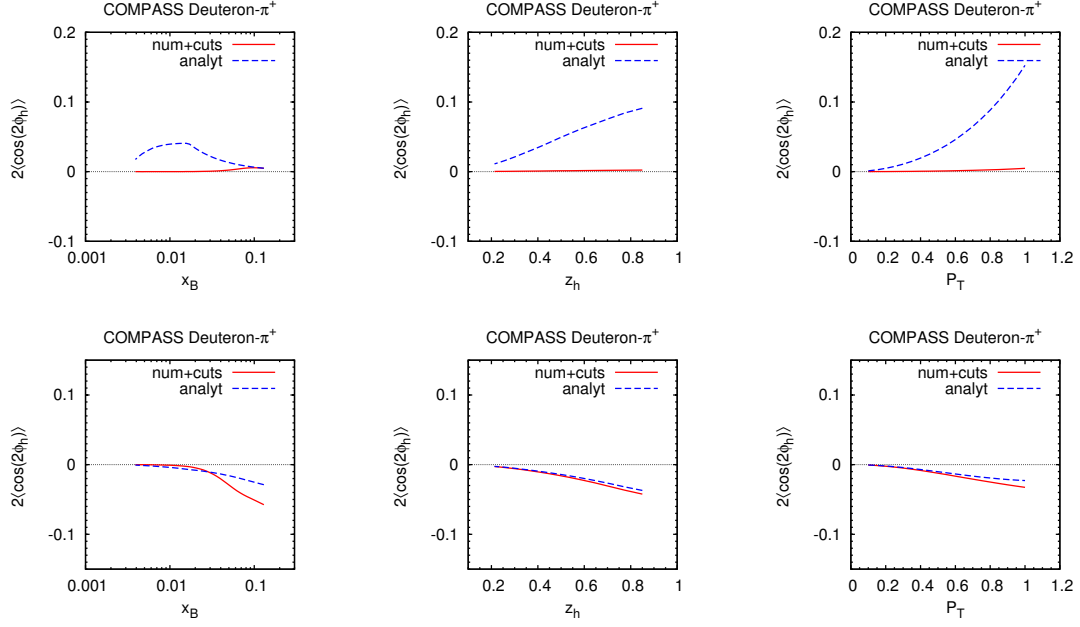 COMPASS Deuteron-π⁺
num+cuts
analyt
2⟨cos(2ϕₕ)⟩
0.2
0.1
0
-0.1
0.001 0.01 0.1
x_B
COMPASS Deuteron-π⁺
num+cuts
analyt
2⟨cos(2ϕₕ)⟩
0.2
0.1
0
-0.1
0.2 0.4 0.6 0.8 1
z_h
COMPASS Deuteron-π⁺
num+cuts
analyt
2⟨cos(2ϕₕ)⟩
0.2
0.1
0
-0.1
0 0.2 0.4 0.6 0.8 1 1.2
P_T
COMPASS Deuteron-π⁺
num+cuts
analyt
2⟨cos(2ϕₕ)⟩
0.1
0
-0.1
0.001 0.01 0.1
x_B
COMPASS Deuteron-π⁺
num+cuts
analyt
2⟨cos(2ϕₕ)⟩
0.1
0
-0.1
0.2 0.4 0.6 0.8 1
z_h
COMPASS Deuteron-π⁺
num+cuts
analyt
2⟨cos(2ϕₕ)⟩
0.1
0
-0.1
0 0.2 0.4 0.6 0.8 1 1.2
P_T